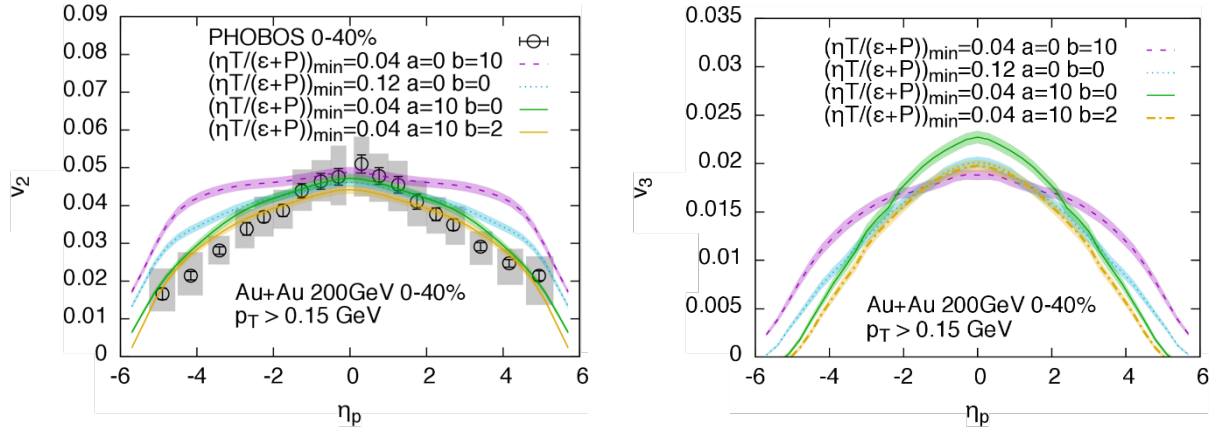 0.09
0.08
0.07
0.06
0.05
0.04
0.03
0.02
0.01
0
v2
PHOBOS 0-40%
(ηT/(ε+P))min=0.04 a=0 b=10
(ηT/(ε+P))min=0.12 a=0 b=0
(ηT/(ε+P))min=0.04 a=10 b=0
(ηT/(ε+P))min=0.04 a=10 b=2
Au+Au 200GeV 0-40%
pT > 0.15 GeV
-6 -4 -2 0 2 4 6
ηp
0.035
0.03
0.025
0.02
0.015
0.01
0.005
0
v3
(ηT/(ε+P))min=0.04 a=0 b=10
(ηT/(ε+P))min=0.12 a=0 b=0
(ηT/(ε+P))min=0.04 a=10 b=0
(ηT/(ε+P))min=0.04 a=10 b=2
Au+Au 200GeV 0-40%
pT > 0.15 GeV
-6 -4 -2 0 2 4 6
ηp